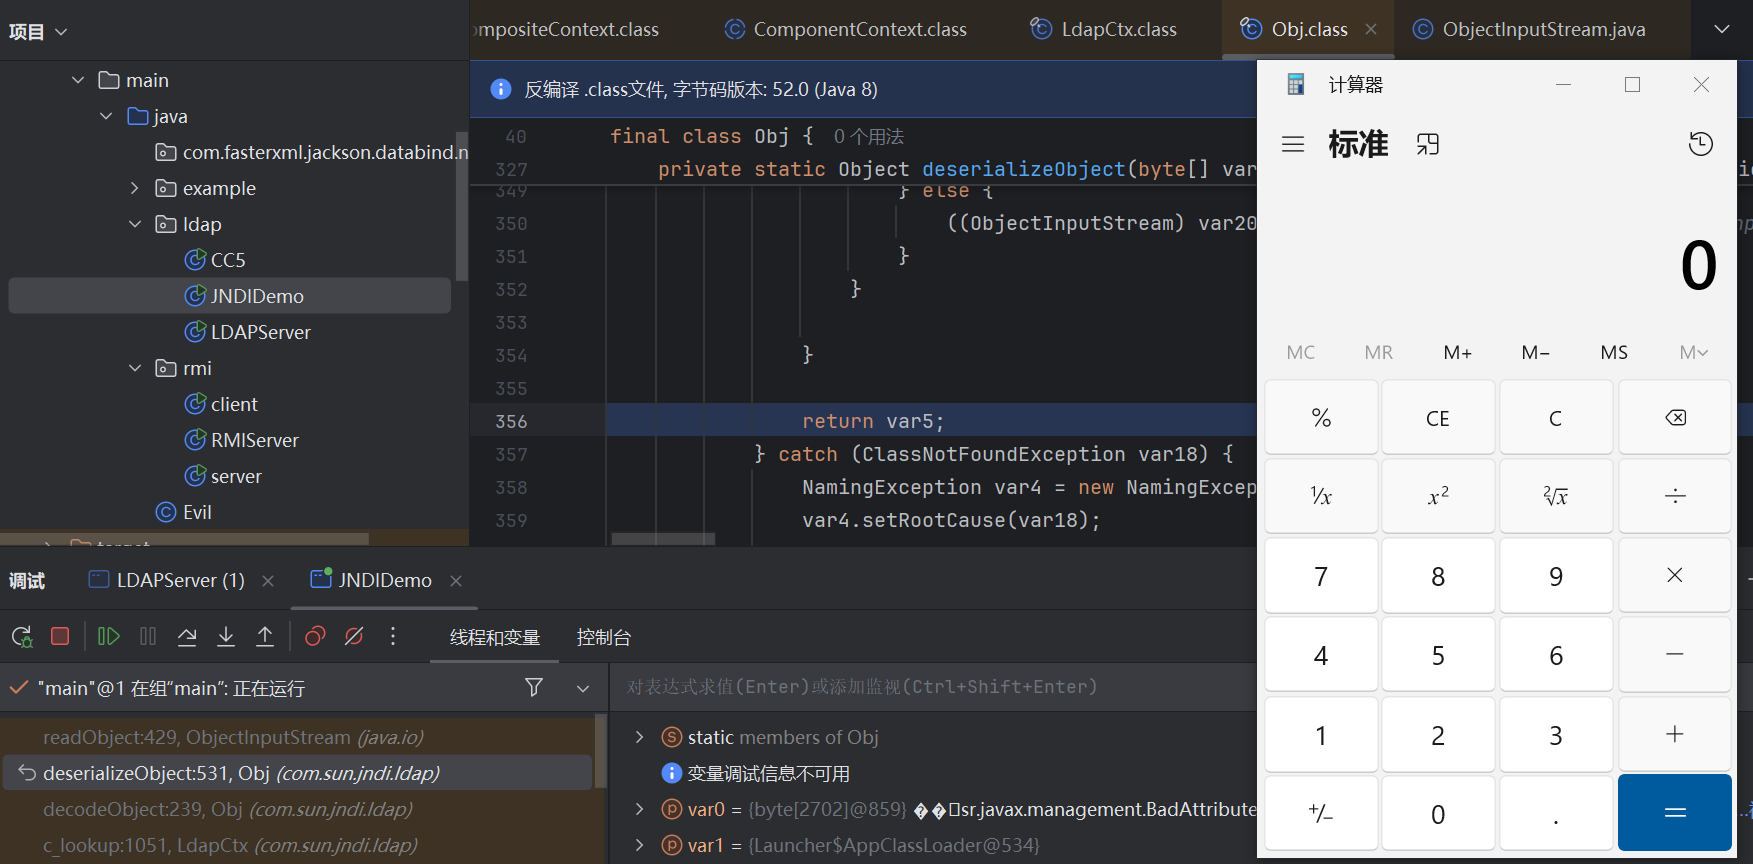 项目
ompositeContext.class
ComponentContext.class
LdapCtx.class
Obj.class
ObjectInputStream.java
main
java
com.fasterxml.jackson.databind.n
example
ldap
CC5
JNDIDemo
LDAPServer
rmi
client
RMIServer
server
Evil
target
反编译 .class文件, 字节码版本: 52.0 (Java 8)
40 final class Obj { 0 个用法
327 private static Object deserializeObject(byte[] var
349 } else {
350 ((ObjectInputStream) var20
351 }
352 }
353
354 }
355
356 return var5;
357 } catch (ClassNotFoundException var18) {
358 NamingException var4 = new NamingExcep
359 var4.setRootCause(var18);
计算器
标准
0
MC MR M+ M− MS M
% CE C
¹/x x² ²√x ÷
7 8 9 ×
4 5 6 −
1 2 3 +
+/− 0 . =
调试
LDAPServer (1)
JNDIDemo
线程和变量
控制台
"main"@1 在组"main": 正在运行
readObject:429, ObjectInputStream (java.io)
deserializeObject:531, Obj (com.sun.jndi.ldap)
decodeObject:239, Obj (com.sun.jndi.ldap)
c_lookup:1051, LdapCtx (com.sun.jndi.ldap)
对表达式求值(Enter)或添加监视(Ctrl+Shift+Enter)
static members of Obj
变量调试信息不可用
var0 = {byte[2702]@859} ��□sr.javax.management.BadAttribute
var1 = {Launcher$AppClassLoader@534}